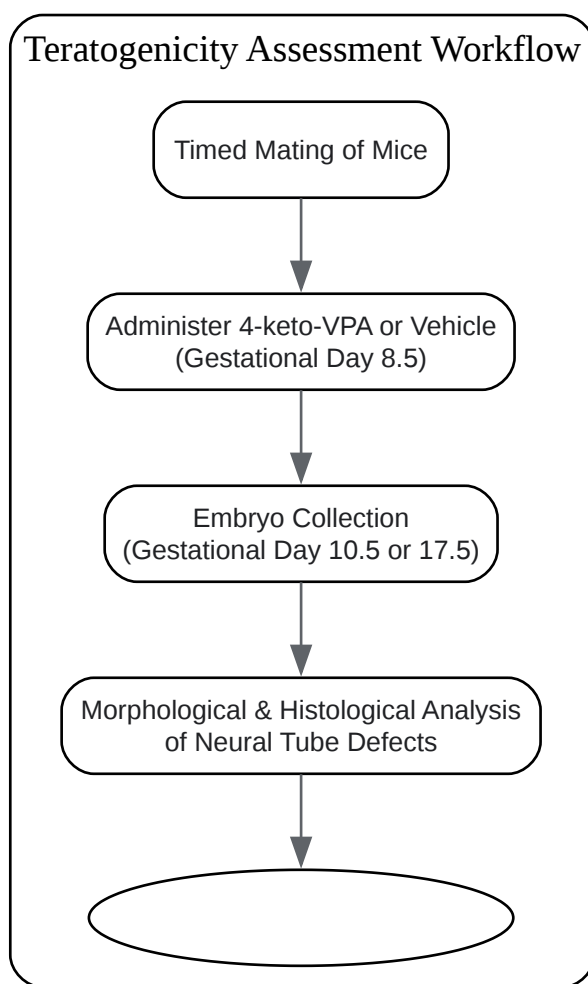 Teratogenicity Assessment Workflow
Timed Mating of Mice
Administer 4-keto-VPA or Vehicle
(Gestational Day 8.5)
Embryo Collection
(Gestational Day 10.5 or 17.5)
Morphological & Histological Analysis
of Neural Tube Defects